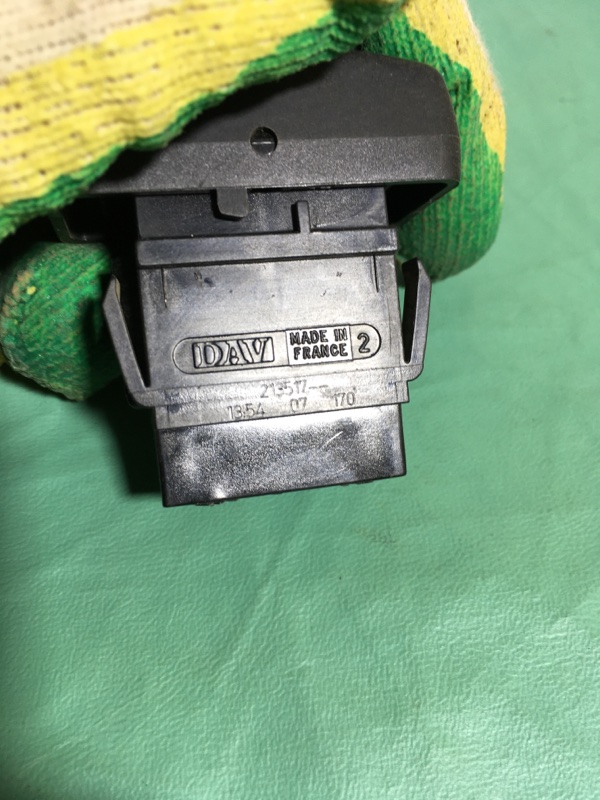 DAV
MADE IN
FRANCE
2
213517--
1354 07 170